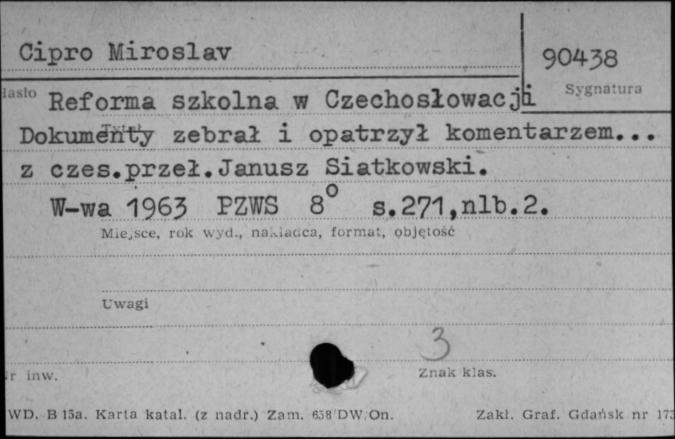 Cipro Miroslav
90438
Hasło
Sygnatura
Reforma szkolna w Czechosłowacji
Dokumenty zebrał i opatrzył komentarzem...
z czes.przeł.Janusz Siatkowski.
W-wa 1963 PZWS 8° s.271,nlb.2.
Miejsce, rok wyd., nakładca, format, objętość
Uwagi
3
Nr inw.
Znak klas.
WD. B 15a. Karta katal. (z nadr.) Zam. 658/DW/On.
Zakł. Graf. Gdańsk nr 173